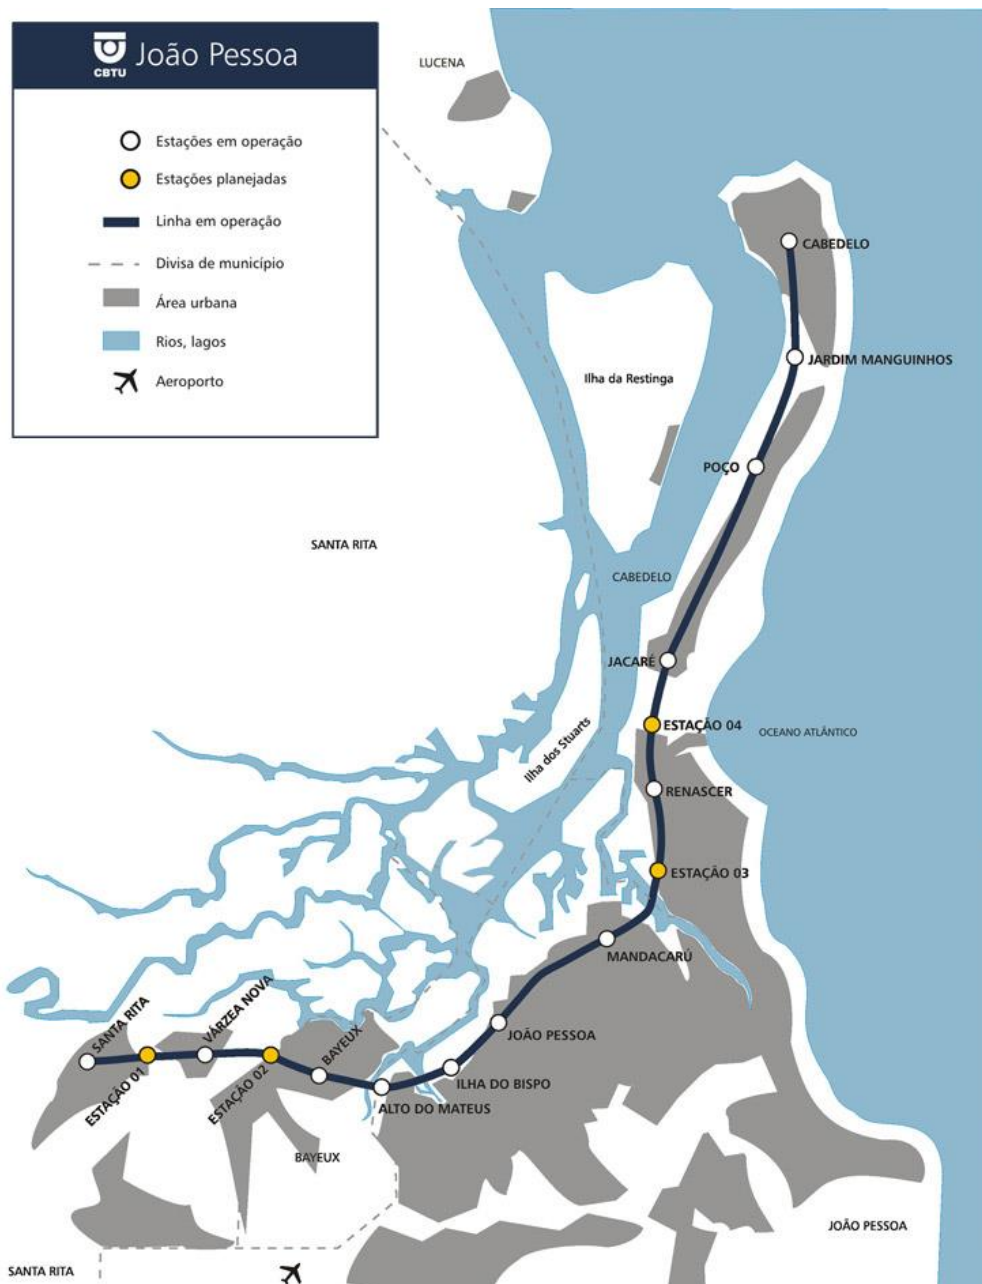 CBTU
João Pessoa
Estações em operação
Estações planejadas
Linha em operação
Divisa de município
Área urbana
Rios, lagos
Aeroporto
LUCENA
CABEDELO
JARDIM MANGUINHOS
Ilha da Restinga
POÇO
SANTA RITA
CABEDELO
JACARÉ
ESTAÇÃO 04
OCEANO ATLÂNTICO
Ilha dos Stuarts
RENASCER
ESTAÇÃO 03
MANDACARÚ
JOÃO PESSOA
ILHA DO BISPO
ALTO DO MATEUS
BAYEUX
ESTAÇÃO 02
VÁRZEA NOVA
ESTAÇÃO 01
SANTA RITA
BAYEUX
JOÃO PESSOA
SANTA RITA